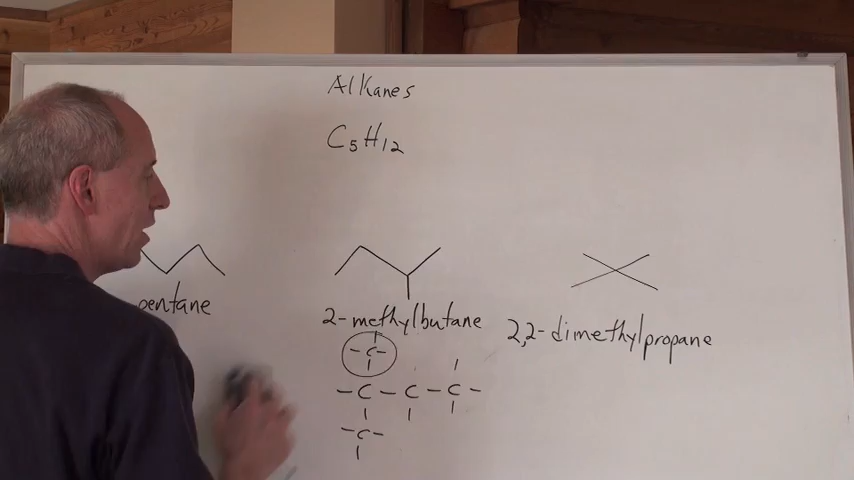 Alkanes
C5H12
pentane
2-methylbutane
2,2-dimethylpropane
-C-
-C-C-C-
-C-